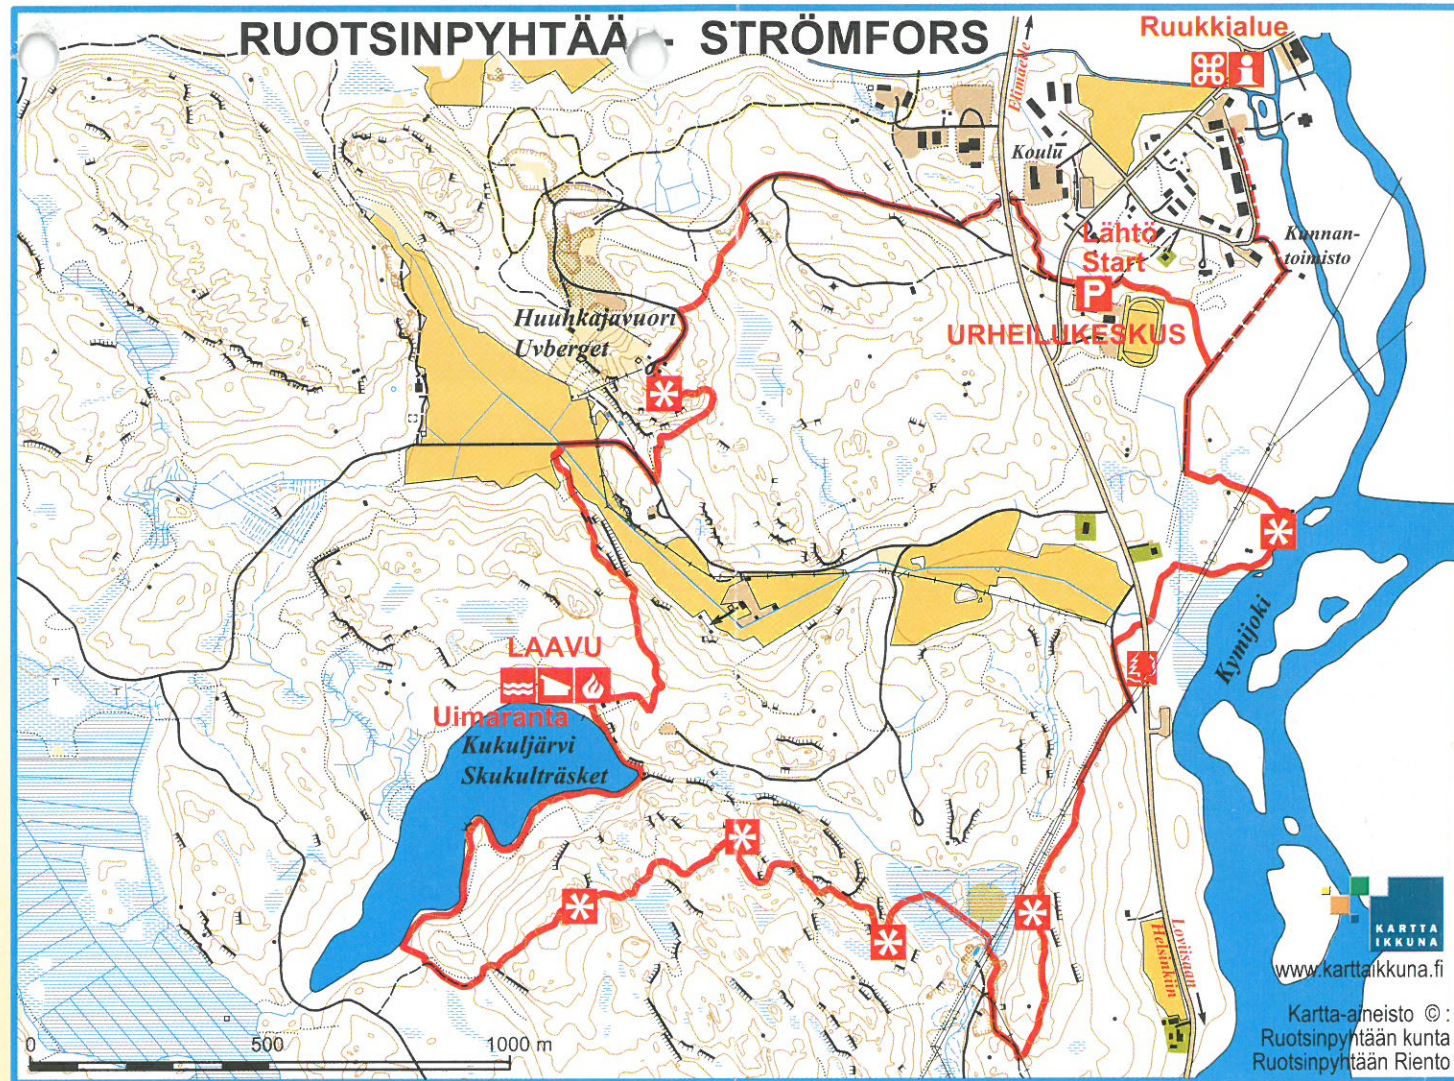 RUOTSINPYHTÄÄ - STRÖMFORS
Ruukkialue
Elimäelle
Koulu
Lähtö
Start
P
Kunnan-
toimisto
URHEILUKESKUS
Huuhkajavuori
Uvberget
LAAVU
Uimaranta
Kukuljärvi
Skukulträsket
Kymijoki
Loviisaan
Helsinkiin
KARTTA
IKKUNA
www.karttaikkuna.fi
Kartta-aineisto © :
Ruotsinpyhtään kunta
Ruotsinpyhtään Riento
0 500 1000 m